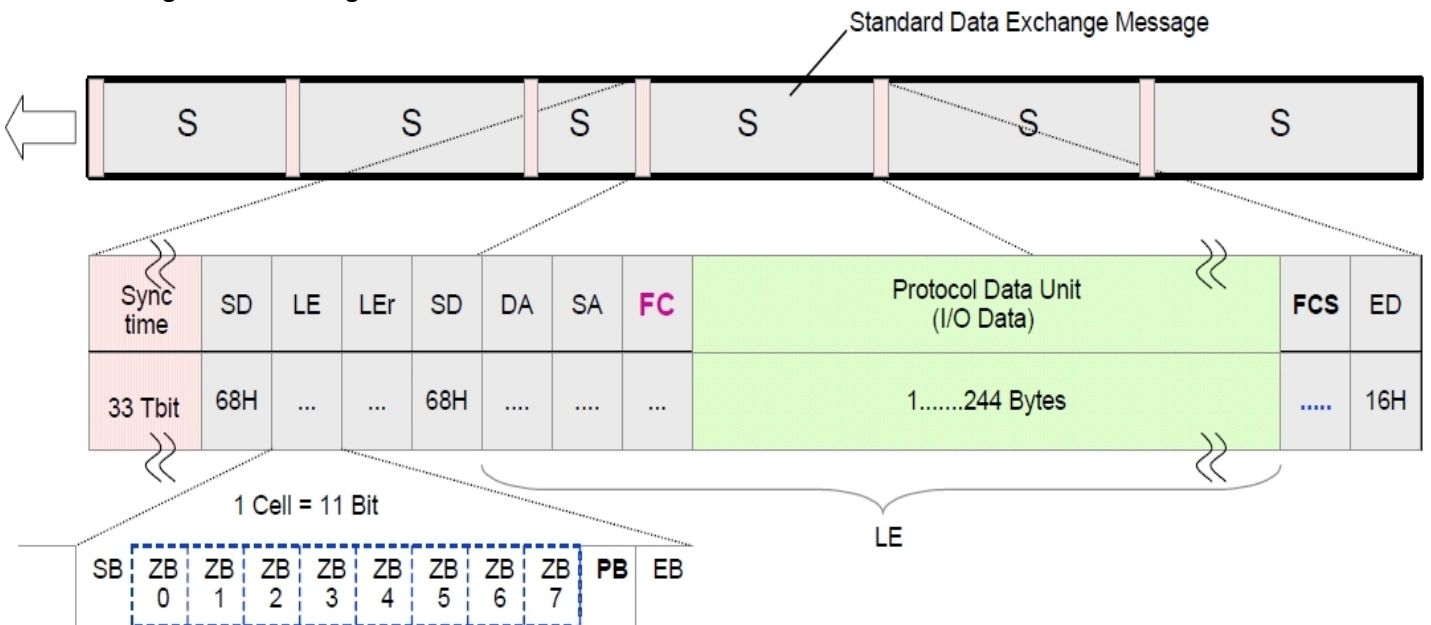 Standard Data Exchange Message
S S S S S S
Sync time SD LE LEr SD DA SA FC Protocol Data Unit (I/O Data) FCS ED
33 Tbit 68H ... ... 68H .... .... ... 1.......244 Bytes ..... 16H
1 Cell = 11 Bit
LE
SB ZB 0 ZB 1 ZB 2 ZB 3 ZB 4 ZB 5 ZB 6 ZB 7 PB EB